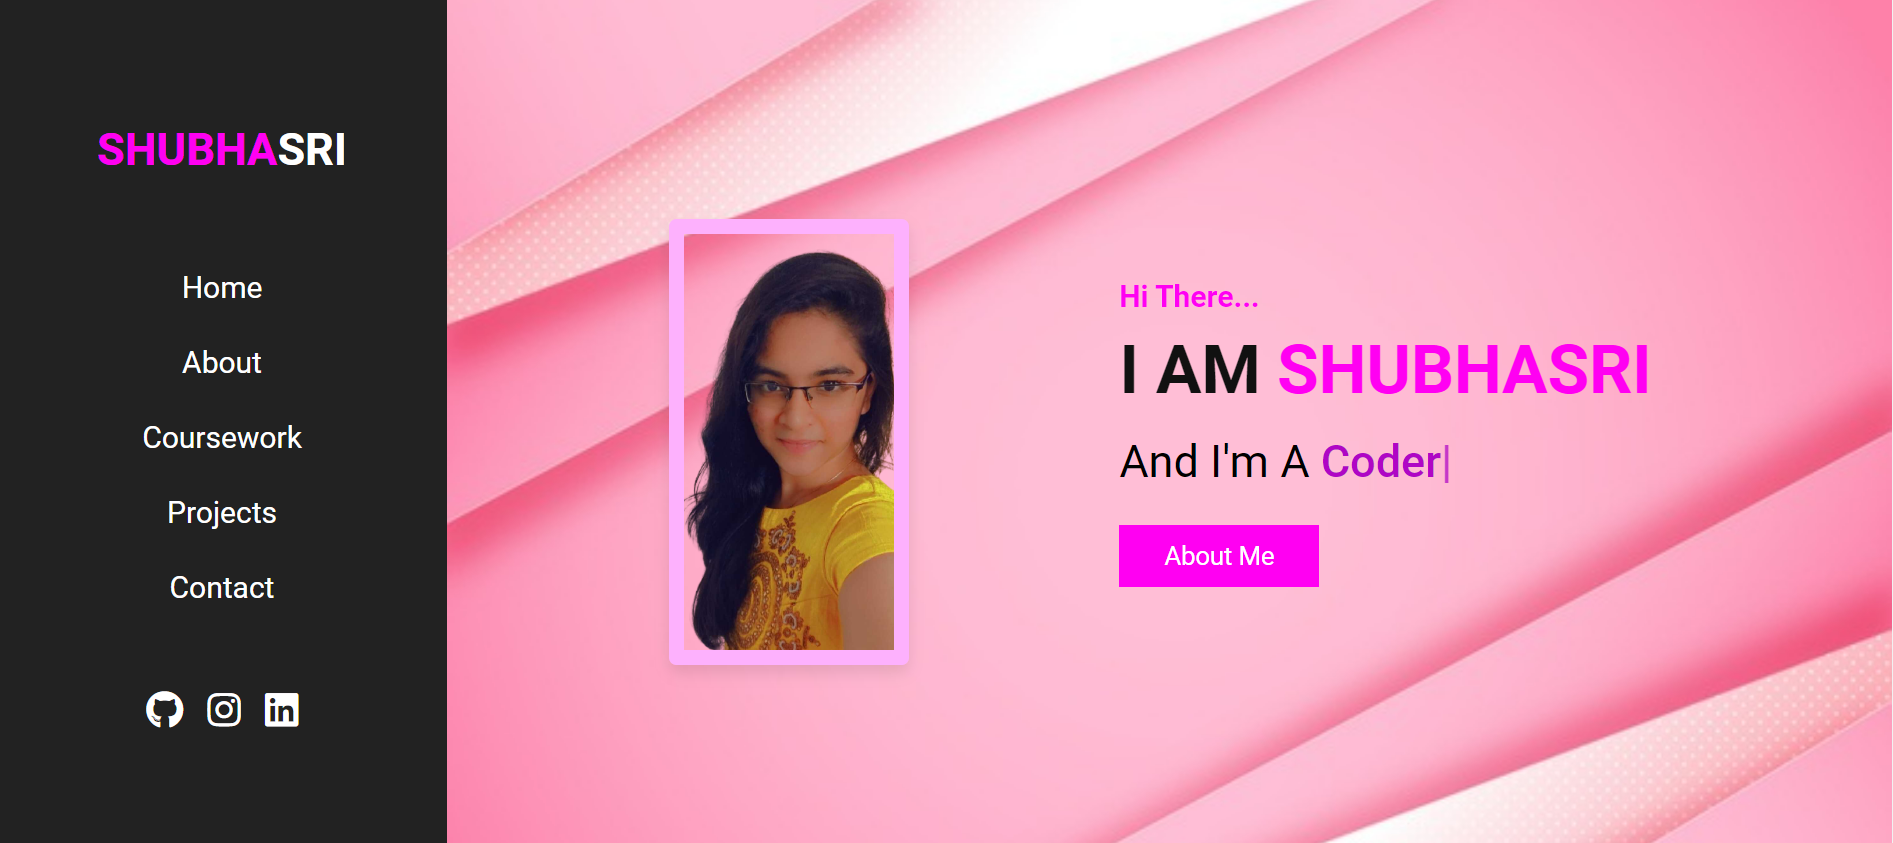 SHUBHASRI
Home
About
Coursework
Projects
Contact
Hi There...
I AM SHUBHASRI
And I'm A Coder|
About Me